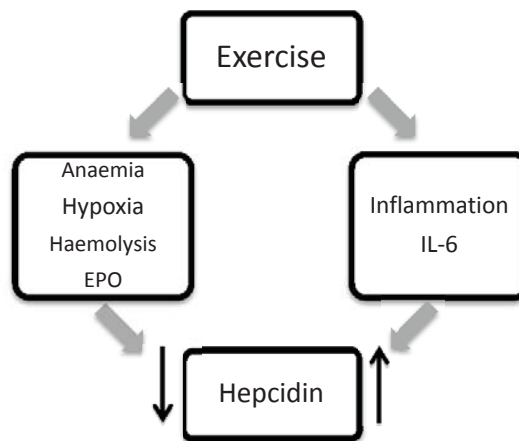 Exercise
Anaemia
Hypoxia
Haemolysis
EPO
Inflammation
IL-6
Hepcidin